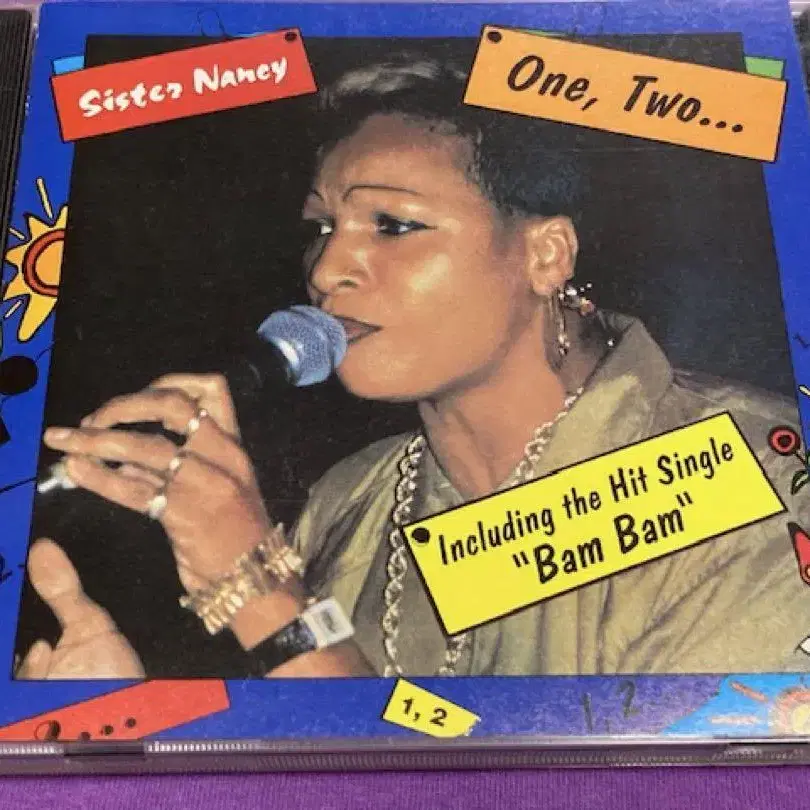 Sister Nancy
One, Two...
Including the Hit Single
"Bam Bam"
1, 2
1, 2